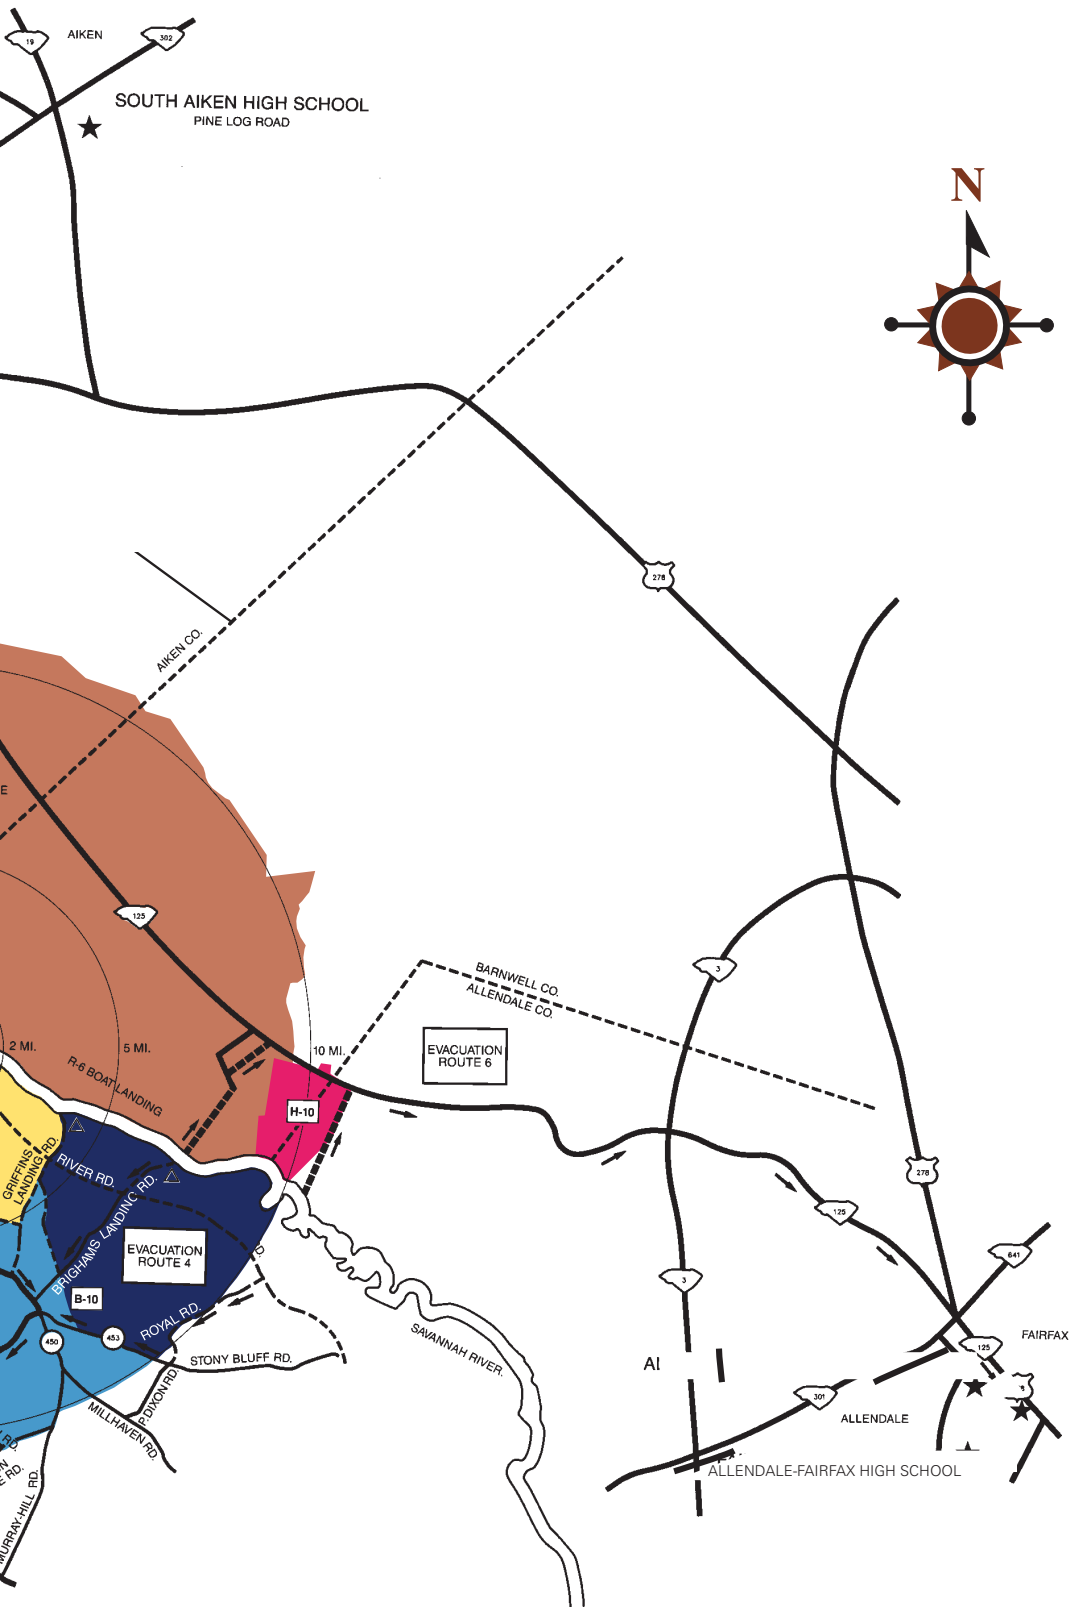 19
AIKEN
302
SOUTH AIKEN HIGH SCHOOL
PINE LOG ROAD
N
278
AIKEN CO.
E
125
3
BARNWELL CO.
ALLENDALE CO.
EVACUATION
ROUTE 6
2 MI.
5 MI.
10 MI.
R-6 BOAT LANDING
H-10
GRIFFINS
LANDING RD.
RIVER RD.
BRIGHAMS LANDING RD.
278
125
EVACUATION
ROUTE 4
D.
641
3
B-10
ROYAL RD.
450
453
STONY BLUFF RD.
SAVANNAH RIVER.
125
FAIRFAX
Al
301
ALLENDALE
P.DIXON RD.
MILLHAVEN RD.
RD.
E RD.
MURRAY-HILL RD.
ALLENDALE-FAIRFAX HIGH SCHOOL